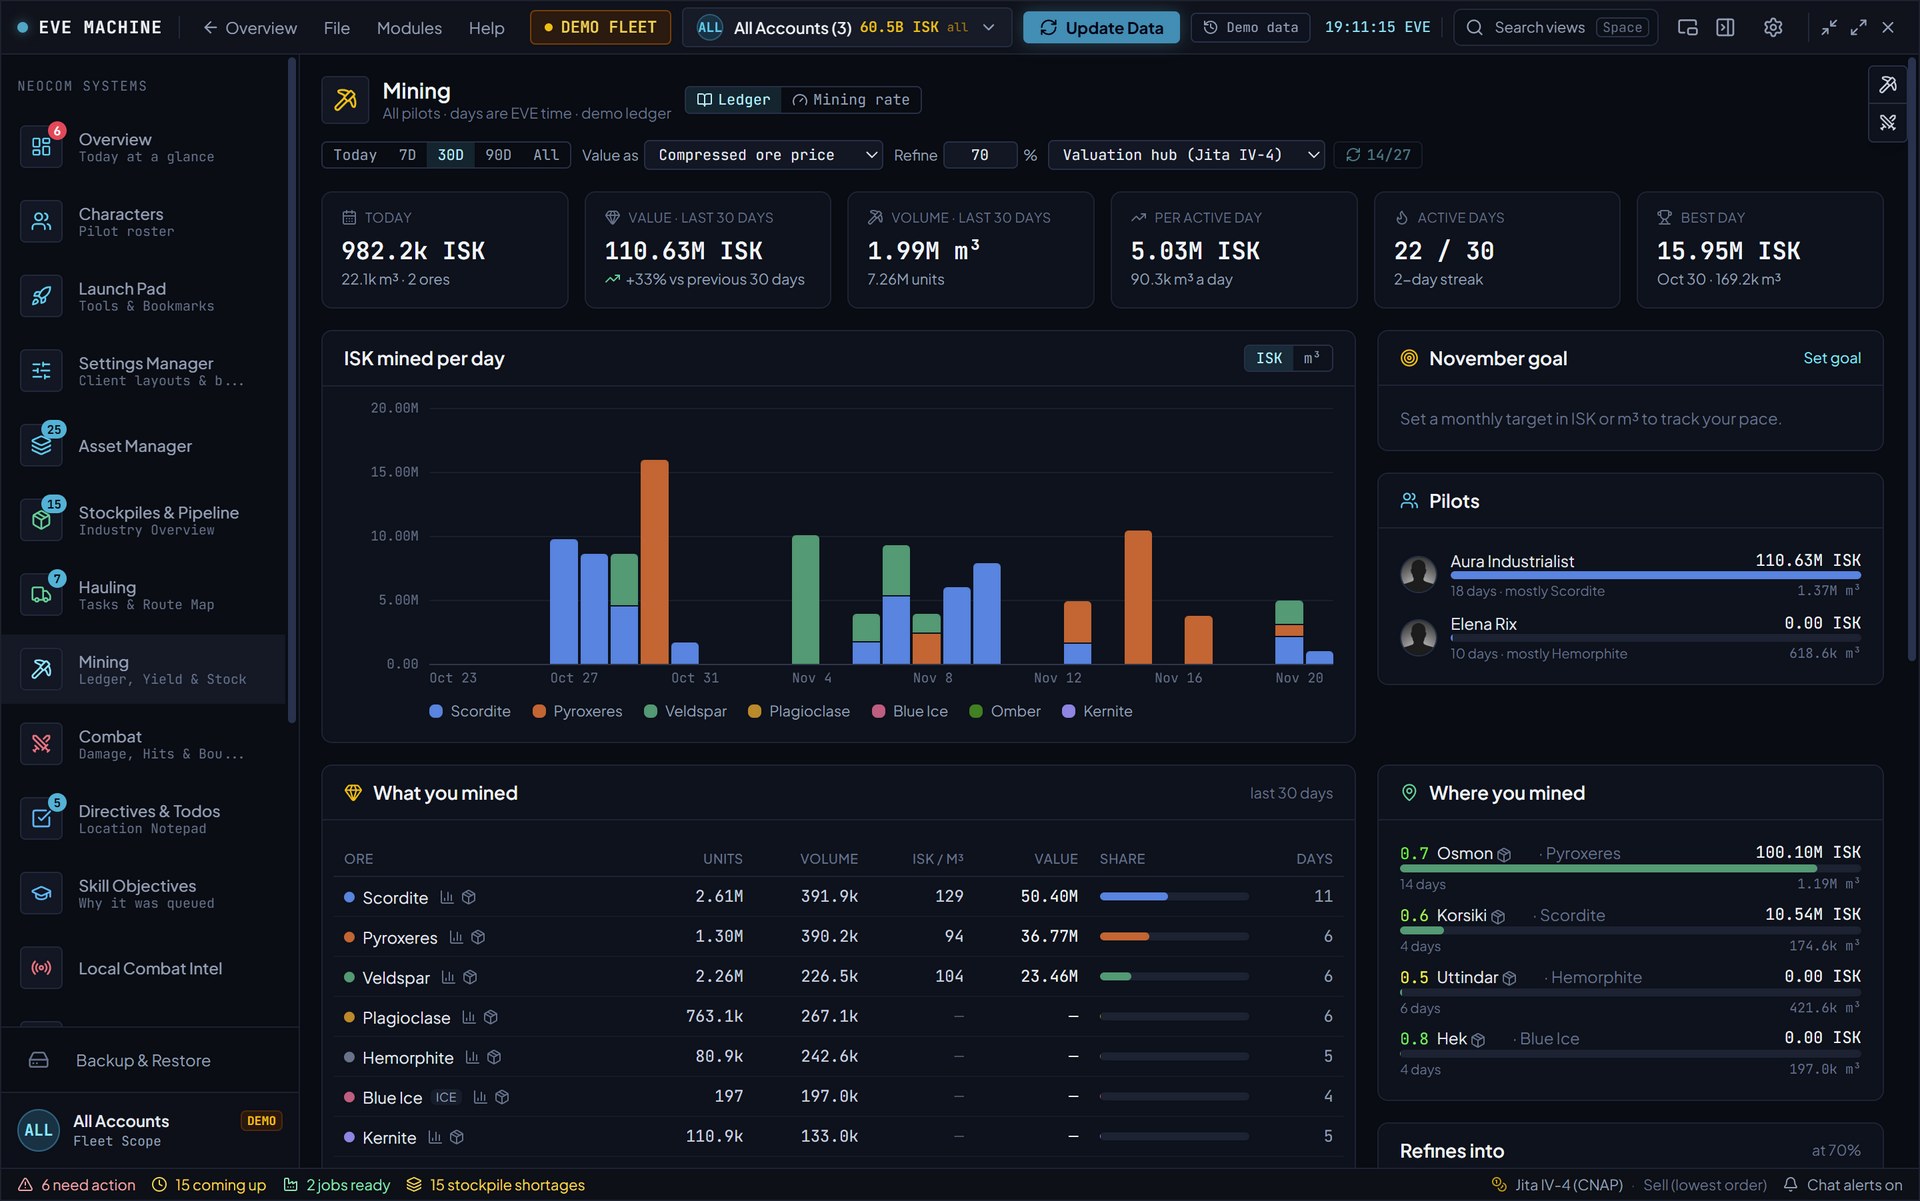 EVE MACHINE
Overview
File
Modules
Help
DEMO FLEET
ALL
All Accounts (3) 60.5B ISK all
Update Data
Demo data
19:11:15 EVE
Search views
Space
NEOCOM SYSTEMS
6
Overview
Today at a glance
Characters
Pilot roster
Launch Pad
Tools & Bookmarks
Settings Manager
Client layouts & b...
25
Asset Manager
15
Stockpiles & Pipeline
Industry Overview
7
Hauling
Tasks & Route Map
Mining
Ledger, Yield & Stock
Combat
Damage, Hits & Bou...
5
Directives & Todos
Location Notepad
Skill Objectives
Why it was queued
Local Combat Intel
Backup & Restore
ALL
All Accounts
Fleet Scope
DEMO
Mining
All pilots · days are EVE time · demo ledger
Ledger
Mining rate
Today 7D 30D 90D All
Value as
Compressed ore price
Refine
70
%
Valuation hub (Jita IV-4)
14/27
TODAY
982.2k ISK
22.1k m³ · 2 ores
VALUE · LAST 30 DAYS
110.63M ISK
+33% vs previous 30 days
VOLUME · LAST 30 DAYS
1.99M m³
7.26M units
PER ACTIVE DAY
5.03M ISK
90.3k m³ a day
ACTIVE DAYS
22 / 30
2-day streak
BEST DAY
15.95M ISK
Oct 30 · 169.2k m³
ISK mined per day
ISK m³
20.00M
15.00M
10.00M
5.00M
0.00
Oct 23 Oct 27 Oct 31 Nov 4 Nov 8 Nov 12 Nov 16 Nov 20
Scordite Pyroxeres Veldspar Plagioclase Blue Ice Omber Kernite
November goal
Set goal
Set a monthly target in ISK or m³ to track your pace.
Pilots
Aura Industrialist 110.63M ISK
18 days · mostly Scordite 1.37M m³
Elena Rix 0.00 ISK
10 days · mostly Hemorphite 618.6k m³
What you mined
last 30 days
ORE UNITS VOLUME ISK / M³ VALUE SHARE DAYS
Scordite 2.61M 391.9k 129 50.40M 11
Pyroxeres 1.30M 390.2k 94 36.77M 6
Veldspar 2.26M 226.5k 104 23.46M 6
Plagioclase 763.1k 267.1k — — 6
Hemorphite 80.9k 242.6k — — 5
Blue Ice ICE 197 197.0k — — 4
Kernite 110.9k 133.0k — — 5
Where you mined
0.7 Osmon · Pyroxeres 100.10M ISK
14 days 1.19M m³
0.6 Korsiki · Scordite 10.54M ISK
4 days 174.6k m³
0.5 Uttindar · Hemorphite 0.00 ISK
6 days 421.6k m³
0.8 Hek · Blue Ice 0.00 ISK
4 days 197.0k m³
Refines into
at 70%
6 need action
15 coming up
2 jobs ready
15 stockpile shortages
Jita IV-4 (CNAP) · Sell (lowest order)
Chat alerts on